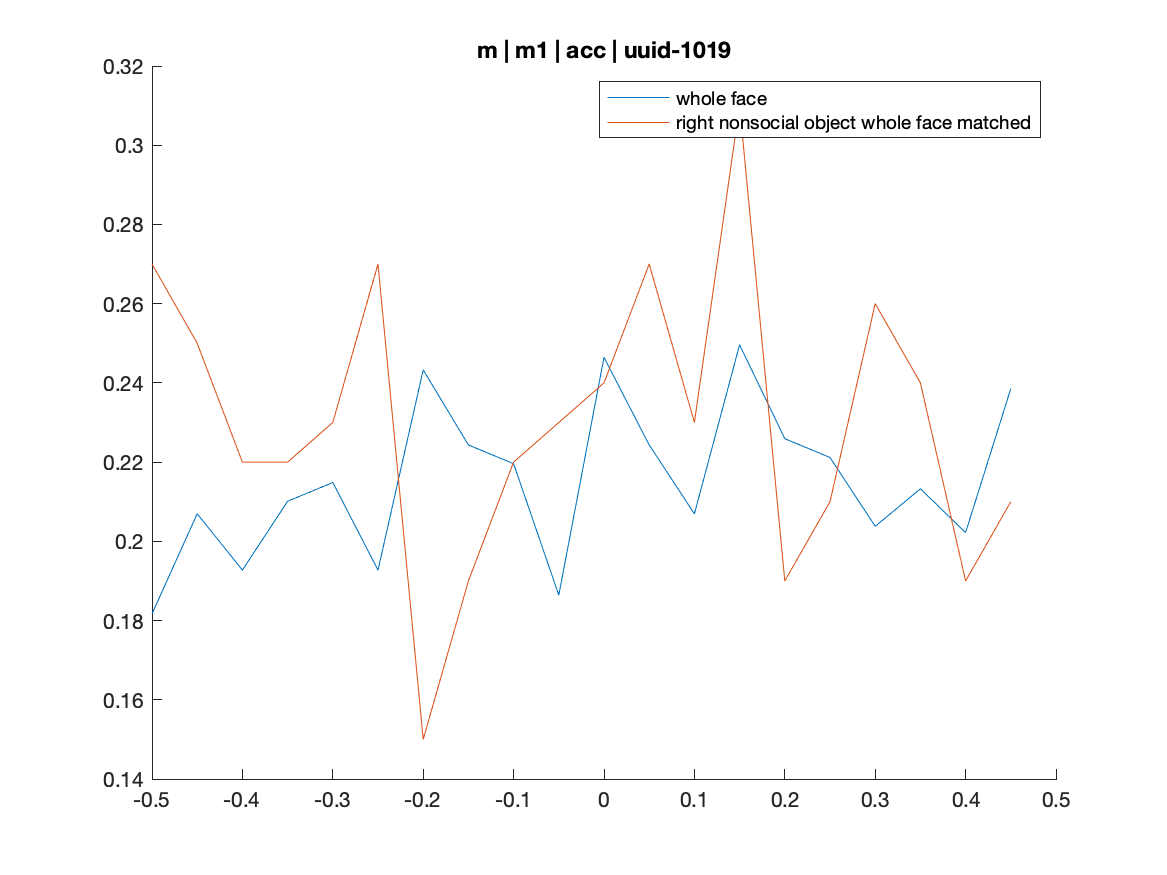 m | m1 | acc | uuid-1019
0.32
whole face
right nonsocial object whole face matched
0.3
0.28
0.26
0.24
0.22
0.2
0.18
0.16
0.14
-0.5 -0.4 -0.3 -0.2 -0.1 0 0.1 0.2 0.3 0.4 0.5